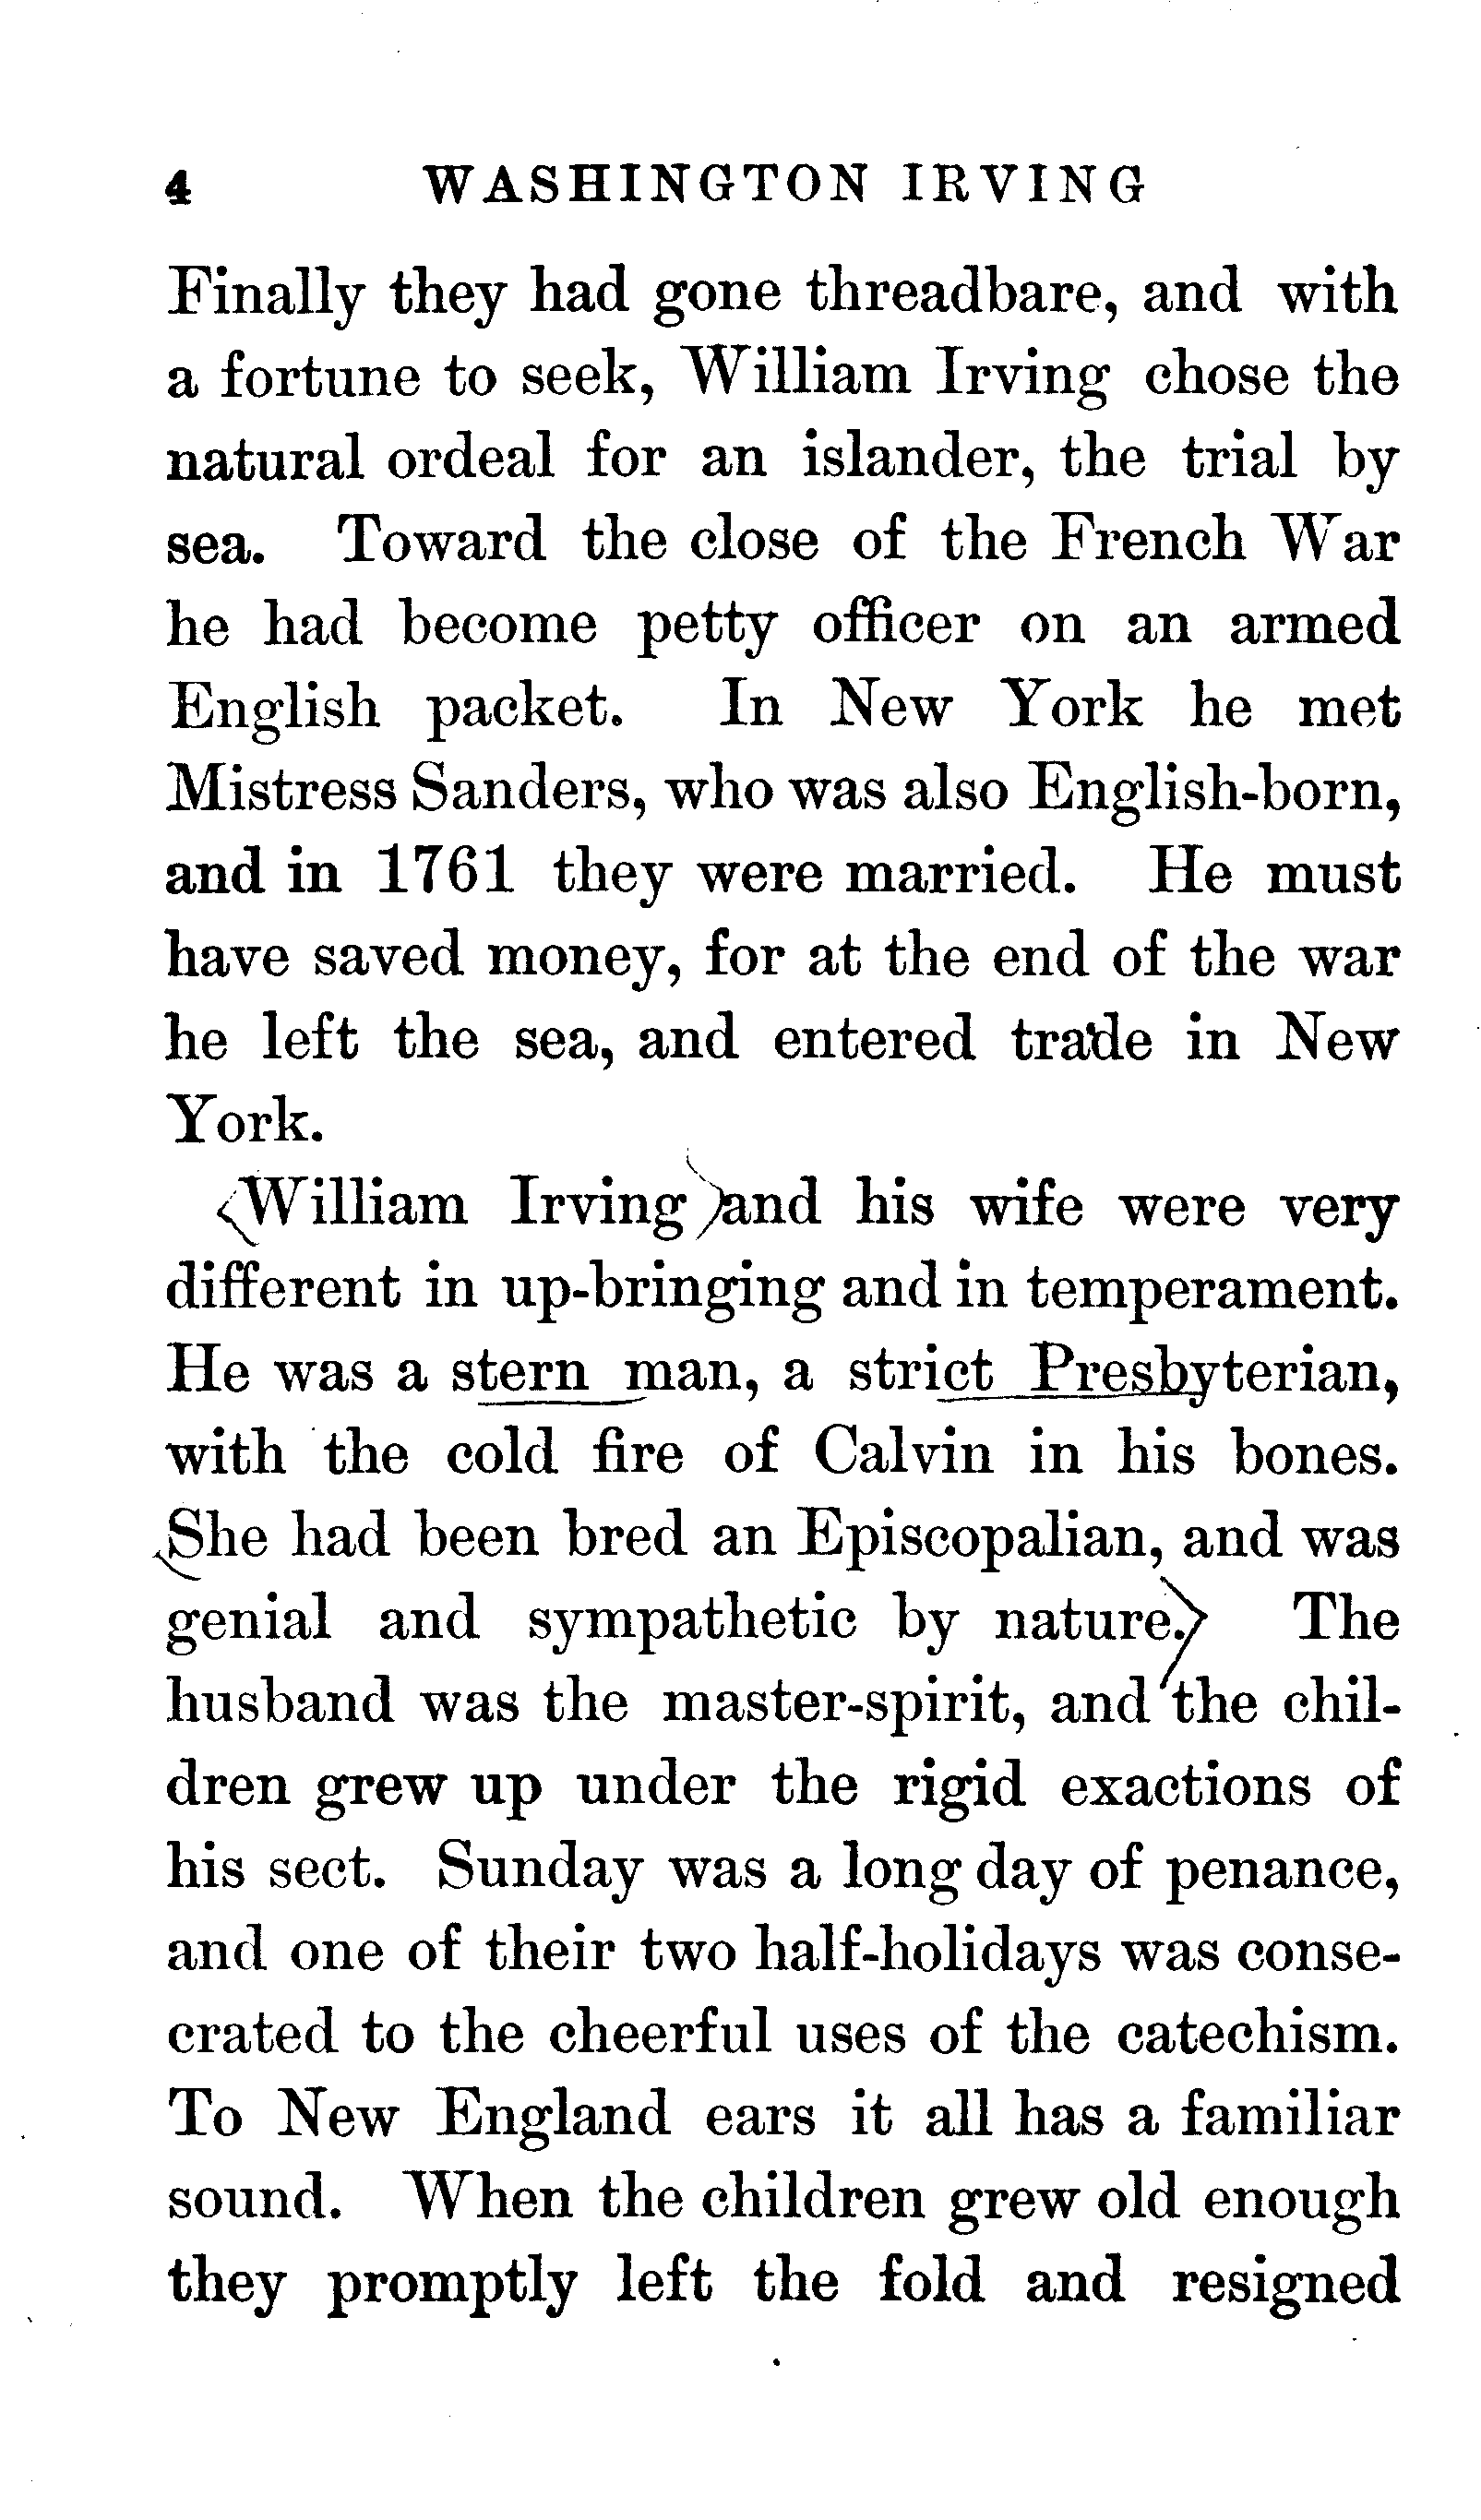 4 WASHINGTON IRVING
Finally they had gone threadbare, and with
a fortune to seek, William Irving chose the
natural ordeal for an islander, the trial by
sea. Toward the close of the French War
he had become petty officer on an armed
English packet. In New York he met
Mistress Sanders, who was also English-born,
and in 1761 they were married. He must
have saved money, for at the end of the war
he left the sea, and entered trade in New
York.
William Irving and his wife were very
different in up-bringing and in temperament.
He was a stern man, a strict Presbyterian,
with the cold fire of Calvin in his bones.
She had been bred an Episcopalian, and was
genial and sympathetic by nature. The
husband was the master-spirit, and the chil-
dren grew up under the rigid exactions of
his sect. Sunday was a long day of penance,
and one of their two half-holidays was conse-
crated to the cheerful uses of the catechism.
To New England ears it all has a familiar
sound. When the children grew old enough
they promptly left the fold and resigned